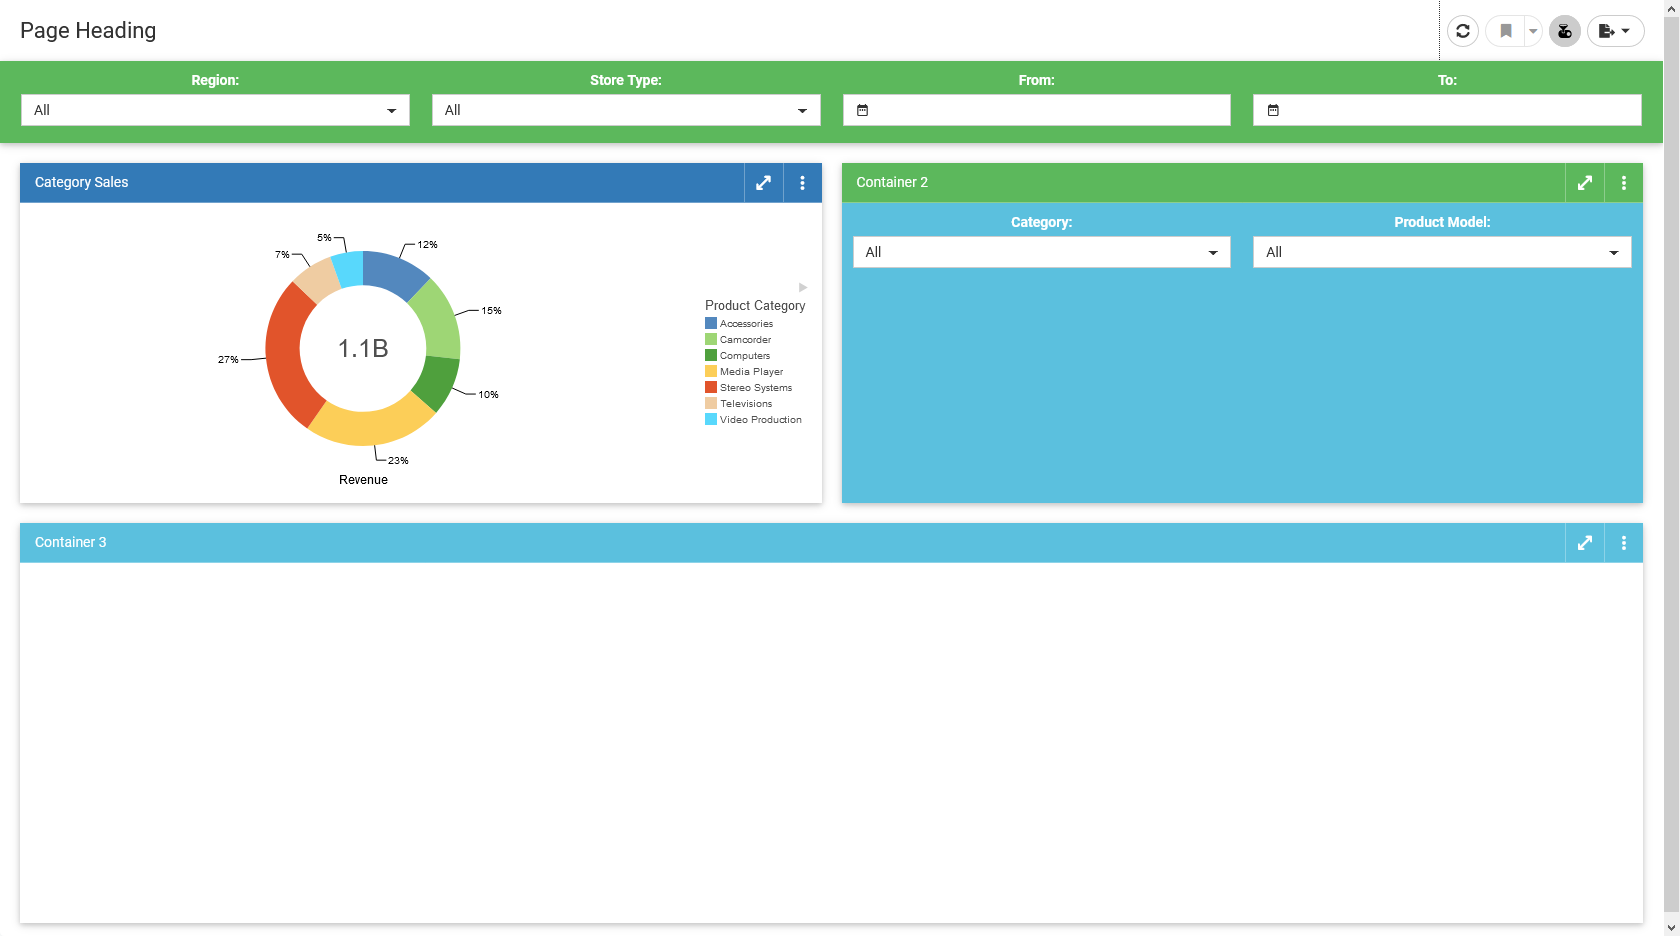 Page Heading
Region:
Store Type:
From:
To:
All
All
Category Sales
5%
12%
7%
15%
27%
1.1B
10%
23%
Revenue
Product Category
Accessories
Camcorder
Computers
Media Player
Stereo Systems
Televisions
Video Production
Container 2
Category:
Product Model:
All
All
Container 3